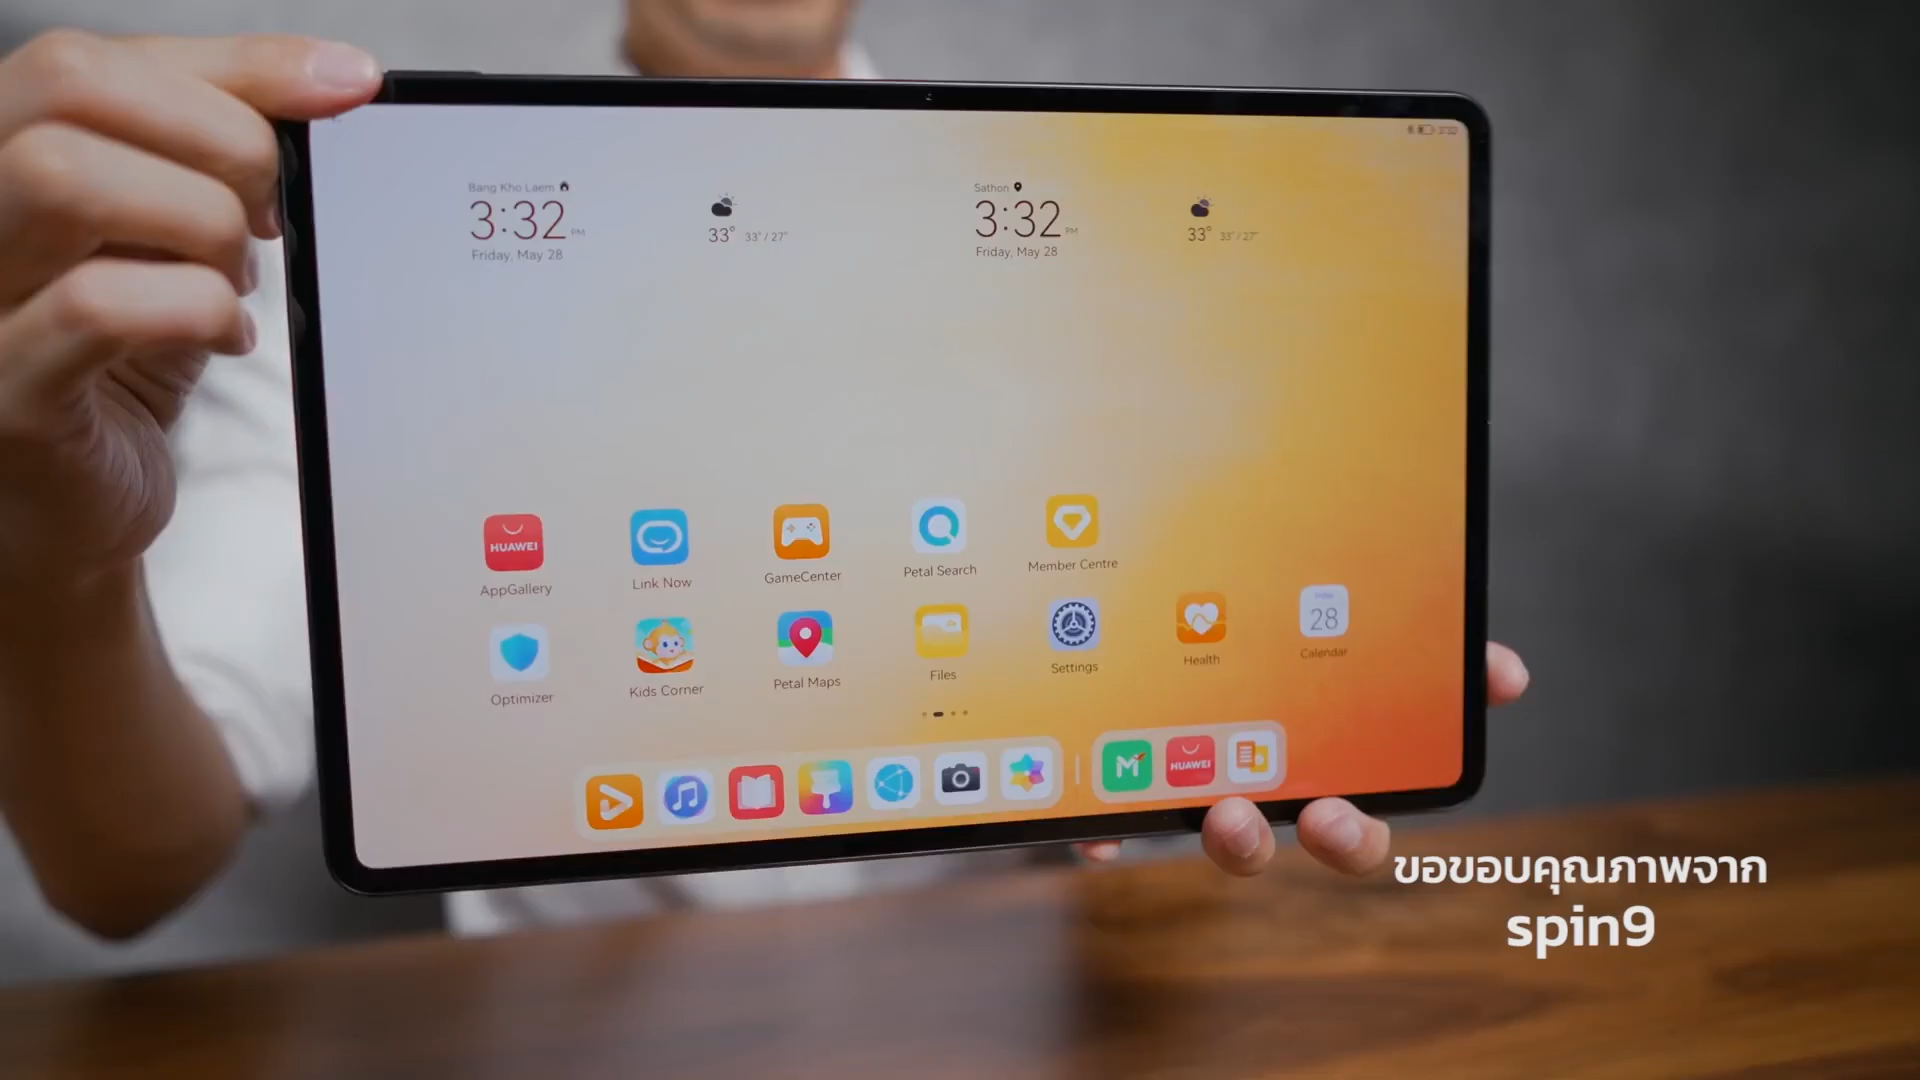 Bang Kho Laem
3:32 PM
Friday, May 28
33° 33° / 27°
Sathon
3:32 PM
Friday, May 28
33° 33° / 27°
HUAWEI
AppGallery
Link Now
GameCenter
Petal Search
Member Centre
Optimizer
Kids Corner
Petal Maps
Files
Settings
Health
28
Calendar
HUAWEI
ขอขอบคุณภาพจาก
spin9